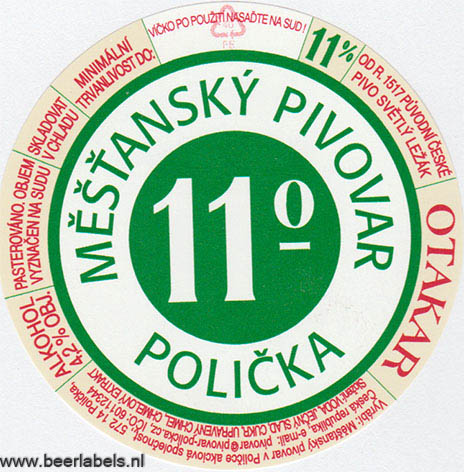 VÍČKO PO POUŽITÍ NASAĎTE NA SUD!
11%
OD R. 1517 PŮVODNÍ ČESKÉ
PIVO SVĚTLÝ LEŽÁK
OTAKAR
MĚŠŤANSKÝ PIVOVAR
11º
POLIČKA
MINIMÁLNÍ
TRVANLIVOST DO:
SKLADOVAT
V CHLADU
PASTEROVÁNO, OBJEM
VYZNAČEN NA SUDU
ALKOHOL
4,2 % OBJ.
Vyrábí: Měšťanský pivovar v Poličce akciová společnost,
572 14 Polička,
Česká republika, e-mail: pivovar@pivovar-policka.cz, IČO: 60112344
Složení: VODA, JEČNÝ SLAD, CUKR, UPRAVENÝ CHMEL, CHMELOVÝ EXTRAKT
www.beerlabels.nl